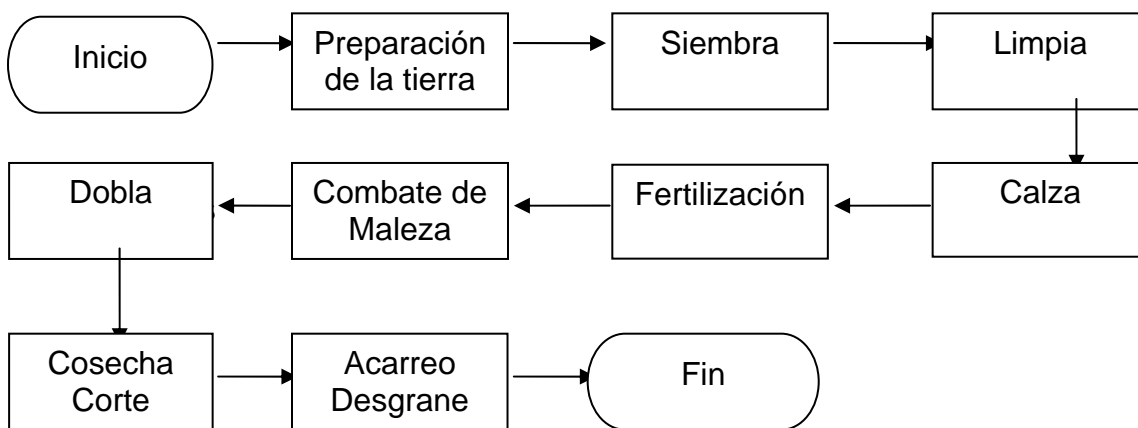 Inicio
Preparación
de la tierra
Siembra
Limpia
Calza
Fertilización
Combate de
Maleza
Dobla
Cosecha
Corte
Acarreo
Desgrane
Fin